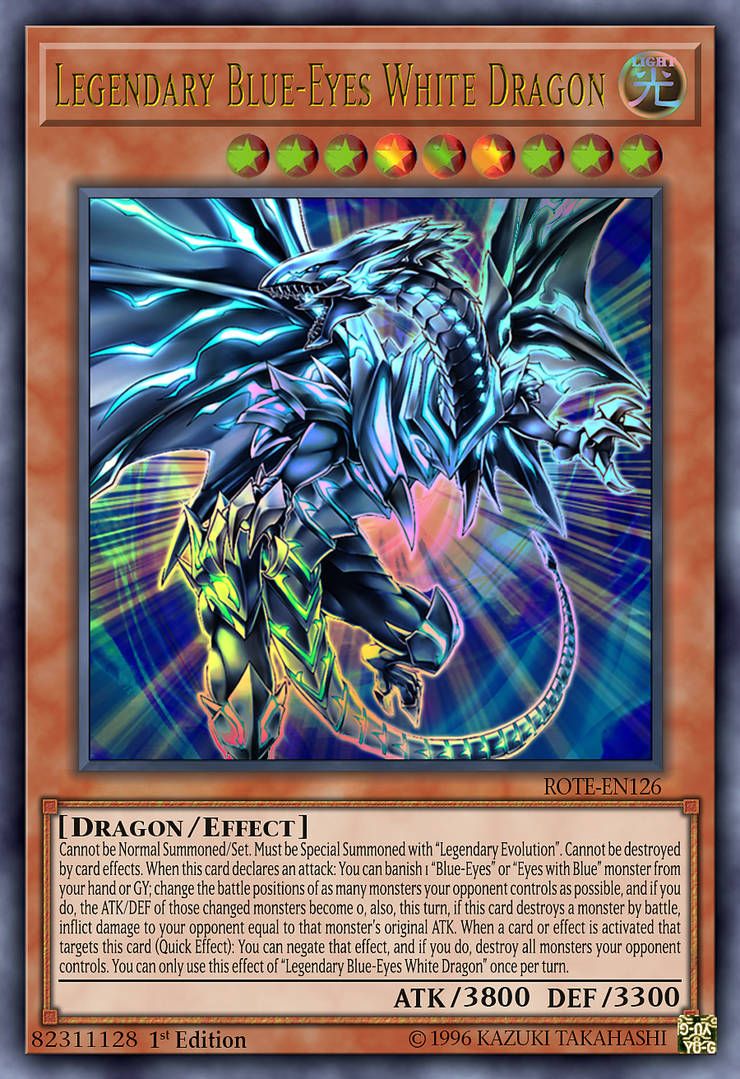 LEGENDARY BLUE-EYES WHITE DRAGON
LIGHT
光
ROTE-EN126
[DRAGON/EFFECT]
Cannot be Normal Summoned/Set. Must be Special Summoned with “Legendary Evolution”. Cannot be destroyed
by card effects. When this card declares an attack: You can banish 1 “Blue-Eyes” or “Eyes with Blue” monster from
your hand or GY; change the battle positions of as many monsters your opponent controls as possible, and if you
do, the ATK/DEF of those changed monsters become 0, also, this turn, if this card destroys a monster by battle,
inflict damage to your opponent equal to that monster’s original ATK. When a card or effect is activated that
targets this card (Quick Effect): You can negate that effect, and if you do, destroy all monsters your opponent
controls. You can only use this effect of “Legendary Blue-Eyes White Dragon” once per turn.
ATK/3800 DEF/3300
82311128 1st Edition
© 1996 KAZUKI TAKAHASHI